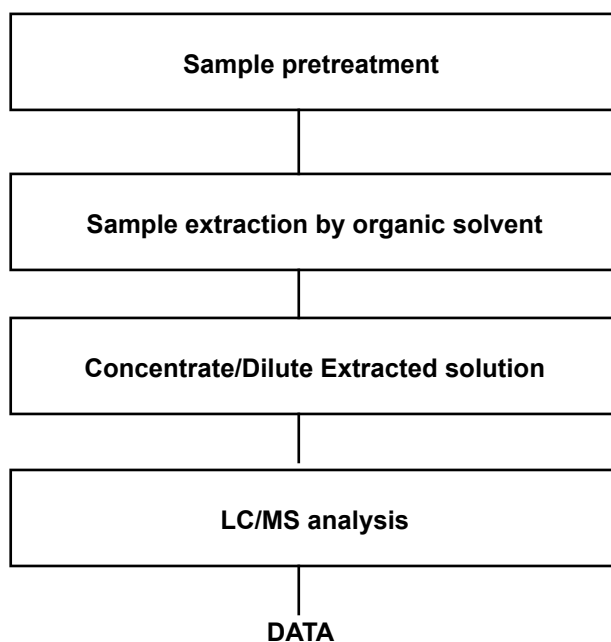 Sample pretreatment
Sample extraction by organic solvent
Concentrate/Dilute Extracted solution
LC/MS analysis
DATA